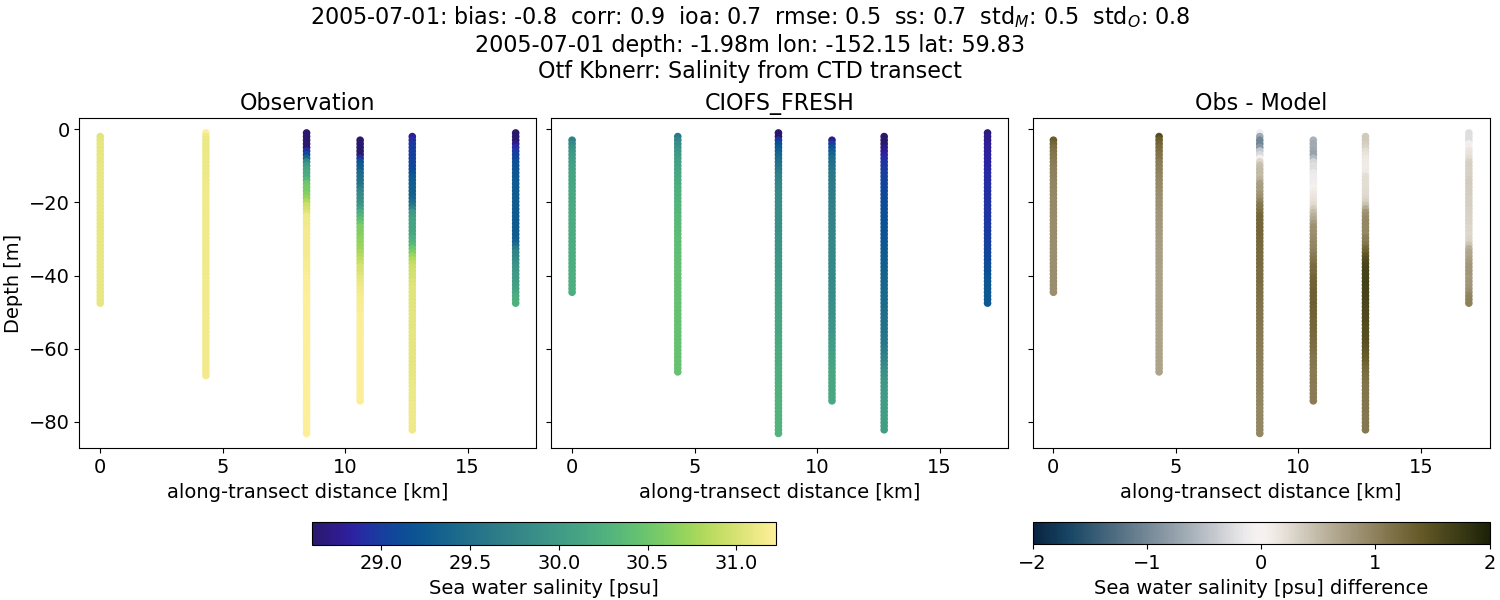 2005-07-01: bias: -0.8 corr: 0.9 ioa: 0.7 rmse: 0.5 ss: 0.7 std_M: 0.5 std_O: 0.8
2005-07-01 depth: -1.98m lon: -152.15 lat: 59.83
Otf Kbnerr: Salinity from CTD transect
Observation
CIOFS_FRESH
Obs - Model
Depth [m]
0
−20
−40
−60
−80
0 5 10 15
0 5 10 15
0 5 10 15
along-transect distance [km]
along-transect distance [km]
along-transect distance [km]
29.0 29.5 30.0 30.5 31.0
Sea water salinity [psu]
−2 −1 0 1 2
Sea water salinity [psu] difference